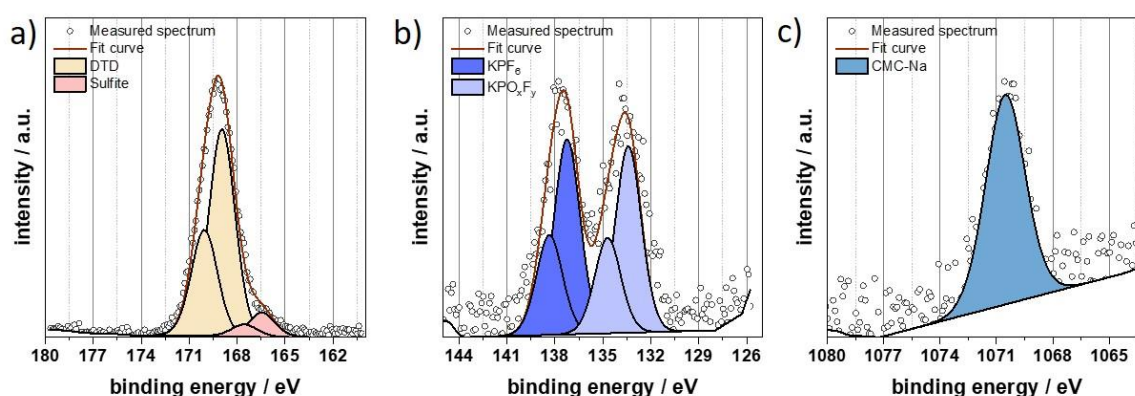 a)
Measured spectrum
Fit curve
DTD
Sulfite
intensity / a.u.
180 177 174 171 168 165 162
binding energy / eV
b)
Measured spectrum
Fit curve
KPF6
KPOxFy
intensity / a.u.
144 141 138 135 132 129 126
binding energy / eV
c)
Measured spectrum
Fit curve
CMC-Na
intensity / a.u.
1080 1077 1074 1071 1068 1065
binding energy / eV